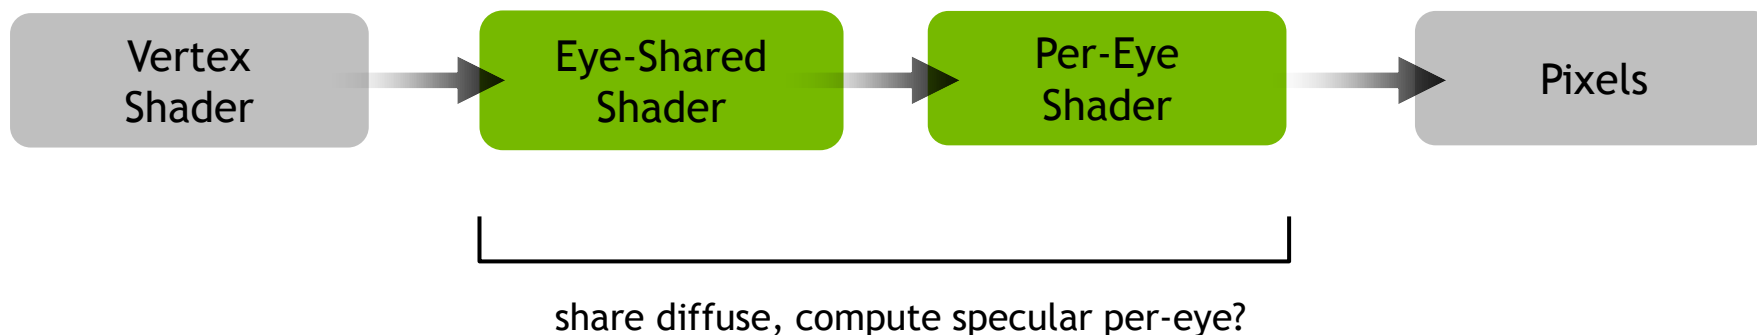 Vertex
Shader
Eye-Shared
Shader
Per-Eye
Shader
Pixels
share diffuse, compute specular per-eye?